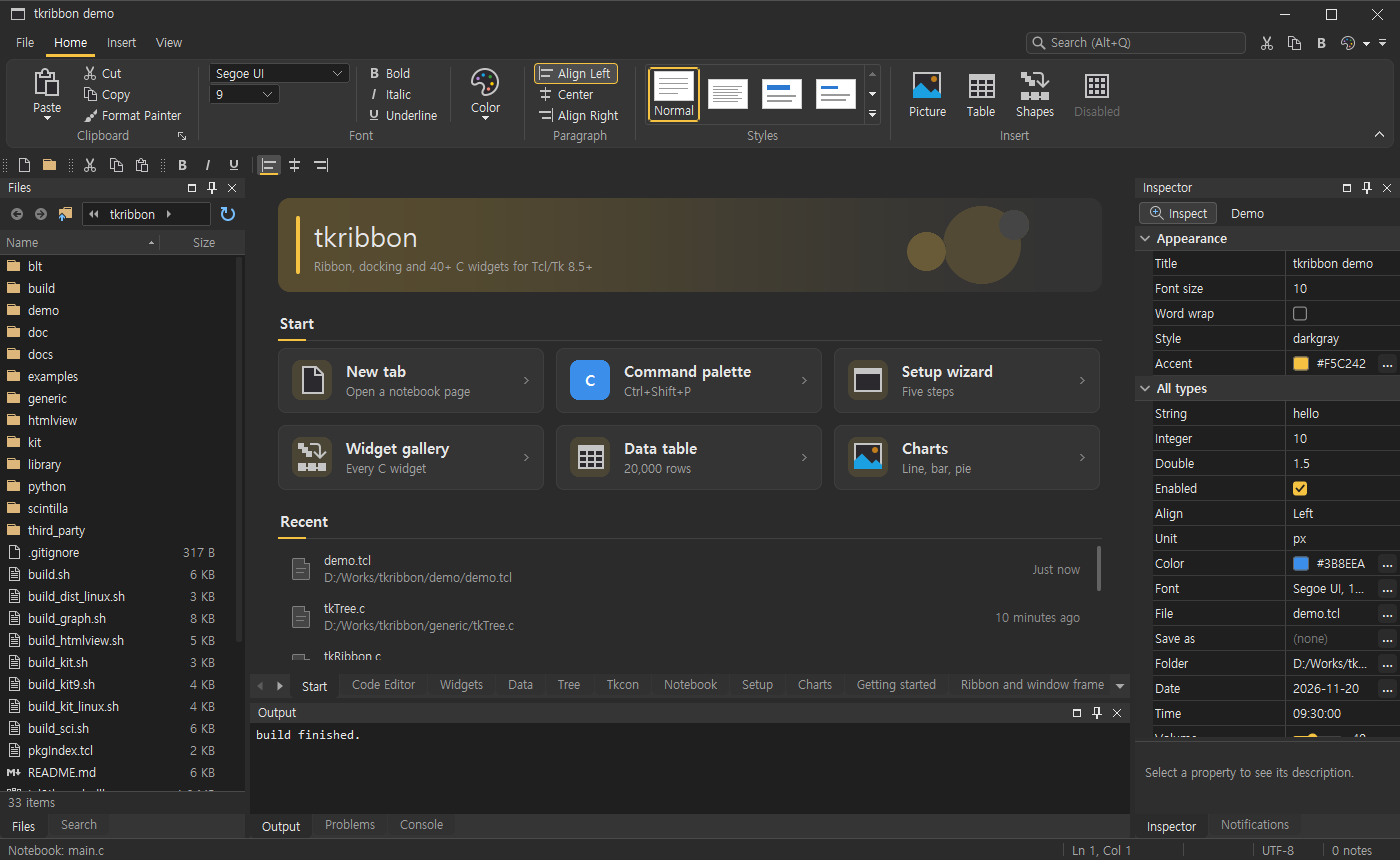 tkribbon demo
File Home Insert View
Search (Alt+Q)
B
Paste
Cut
Copy
Format Painter
Clipboard
Segoe UI
9
B Bold
I Italic
U Underline
Font
Color
Align Left
Center
Align Right
Paragraph
Normal
Styles
Picture
Table
Shapes
Disabled
Insert
B I U
Files
tkribbon
Name Size
blt
build
demo
doc
docs
examples
generic
htmlview
kit
library
python
scintilla
third_party
.gitignore 317 B
build.sh 6 KB
build_dist_linux.sh 3 KB
build_graph.sh 8 KB
build_htmlview.sh 5 KB
build_kit.sh 3 KB
build_kit9.sh 4 KB
build_kit_linux.sh 4 KB
build_sci.sh 6 KB
pkgIndex.tcl 2 KB
README.md 6 KB
33 items
Files Search
tkribbon
Ribbon, docking and 40+ C widgets for Tcl/Tk 8.5+
Start
New tab
Open a notebook page
C
Command palette
Ctrl+Shift+P
Setup wizard
Five steps
Widget gallery
Every C widget
Data table
20,000 rows
Charts
Line, bar, pie
Recent
demo.tcl
D:/Works/tkribbon/demo/demo.tcl
Just now
tkTree.c
D:/Works/tkribbon/generic/tkTree.c
10 minutes ago
tkRibbon.c
Start Code Editor Widgets Data Tree Tkcon Notebook Setup Charts Getting started Ribbon and window frame
Output
build finished.
Output Problems Console
Inspector
Inspect Demo
Appearance
Title tkribbon demo
Font size 10
Word wrap
Style darkgray
Accent #F5C242 ...
All types
String hello
Integer 10
Double 1.5
Enabled
Align Left
Unit px
Color #3B8EEA ...
Font Segoe UI, 1... ...
File demo.tcl ...
Save as (none) ...
Folder D:/Works/tk... ...
Date 2026-11-20 ...
Time 09:30:00
Select a property to see its description.
Inspector Notifications
Notebook: main.c
Ln 1, Col 1
UTF-8
0 notes